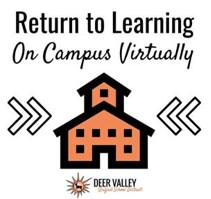 Return to Learning
On Campus Virtually
DEER VALLEY
Unified School District